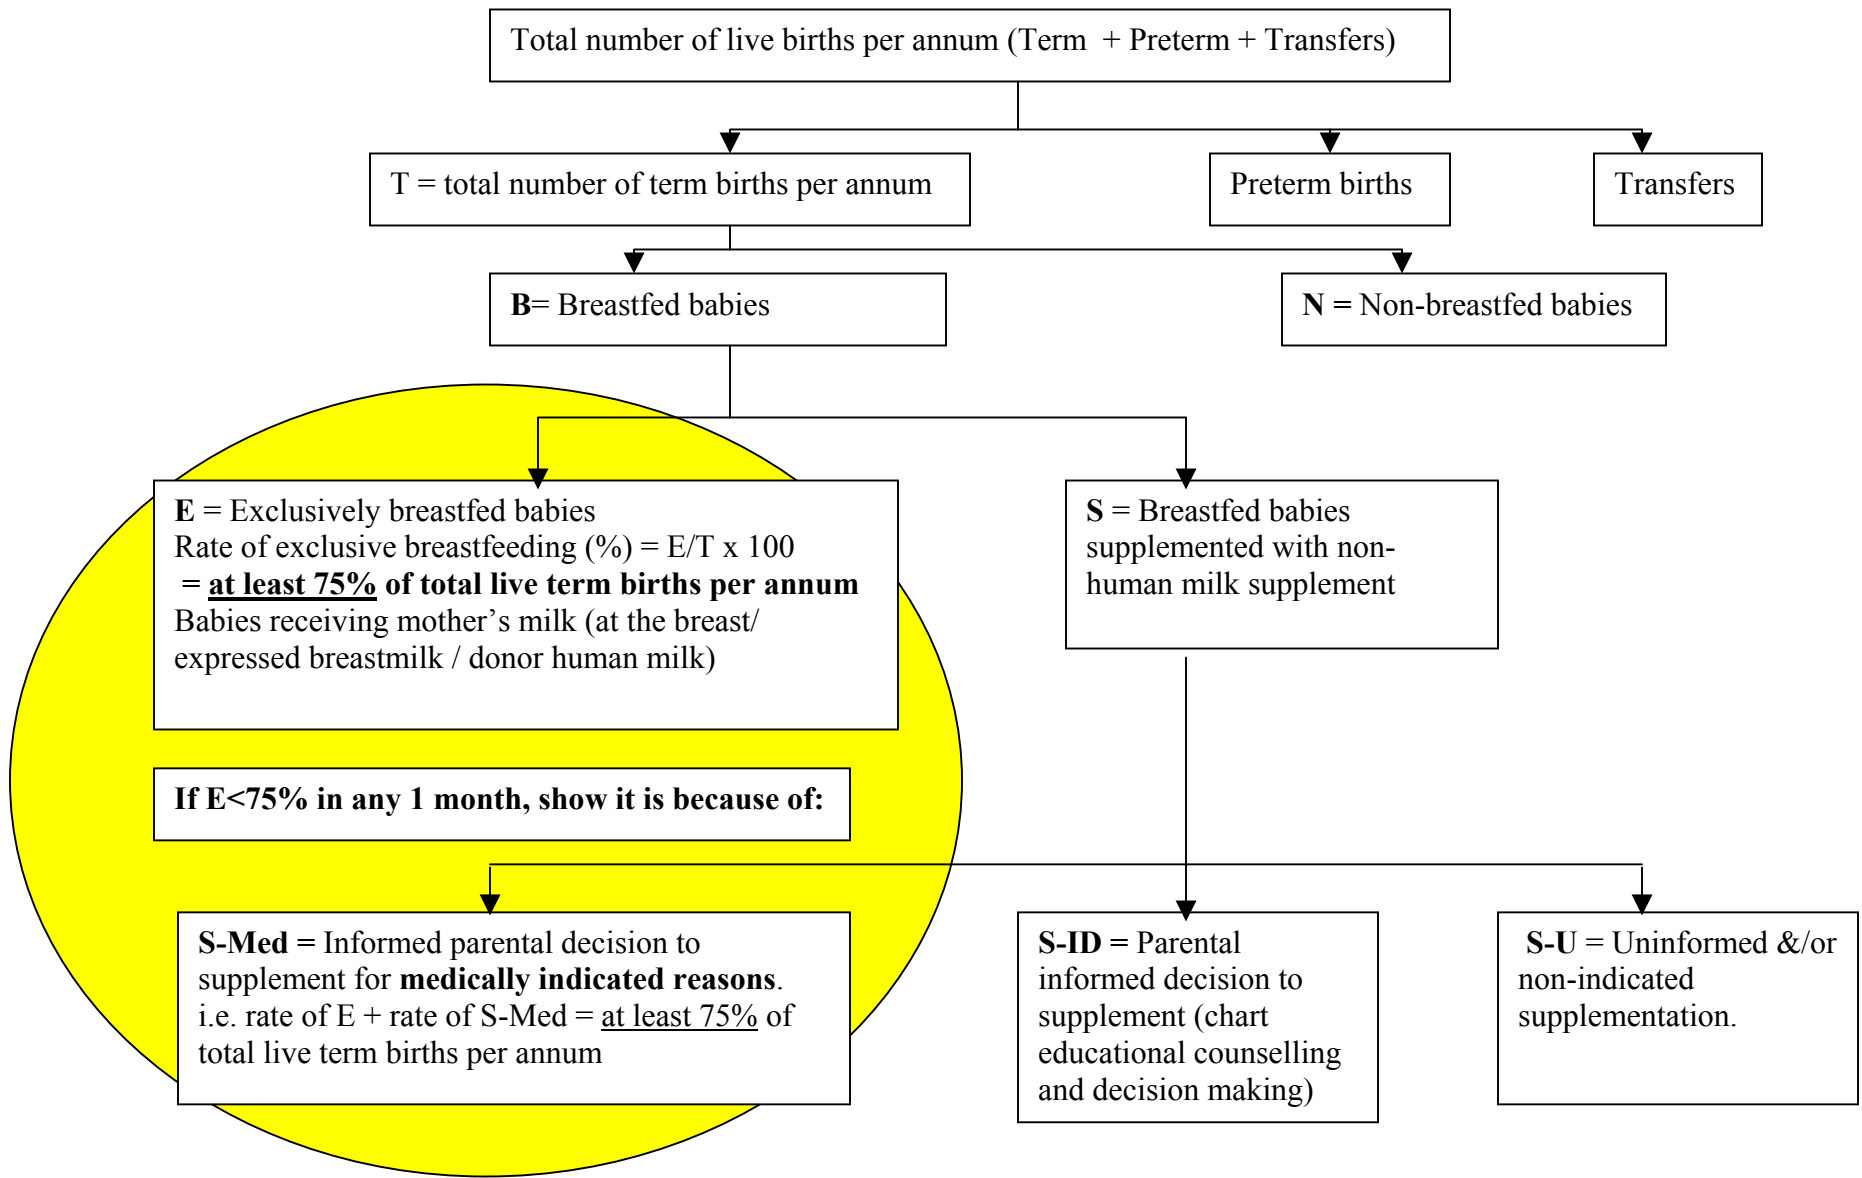 Total number of live births per annum (Term + Preterm + Transfers)
T = total number of term births per annum
Preterm births
Transfers
B= Breastfed babies
N = Non-breastfed babies
E = Exclusively breastfed babies
Rate of exclusive breastfeeding (%) = E/T x 100
= at least 75% of total live term births per annum
Babies receiving mother’s milk (at the breast/
expressed breastmilk / donor human milk)
S = Breastfed babies
supplemented with non-
human milk supplement
If E<75% in any 1 month, show it is because of:
S-Med = Informed parental decision to
supplement for medically indicated reasons.
i.e. rate of E + rate of S-Med = at least 75% of
total live term births per annum
S-ID = Parental
informed decision to
supplement (chart
educational counselling
and decision making)
S-U = Uninformed &/or
non-indicated
supplementation.